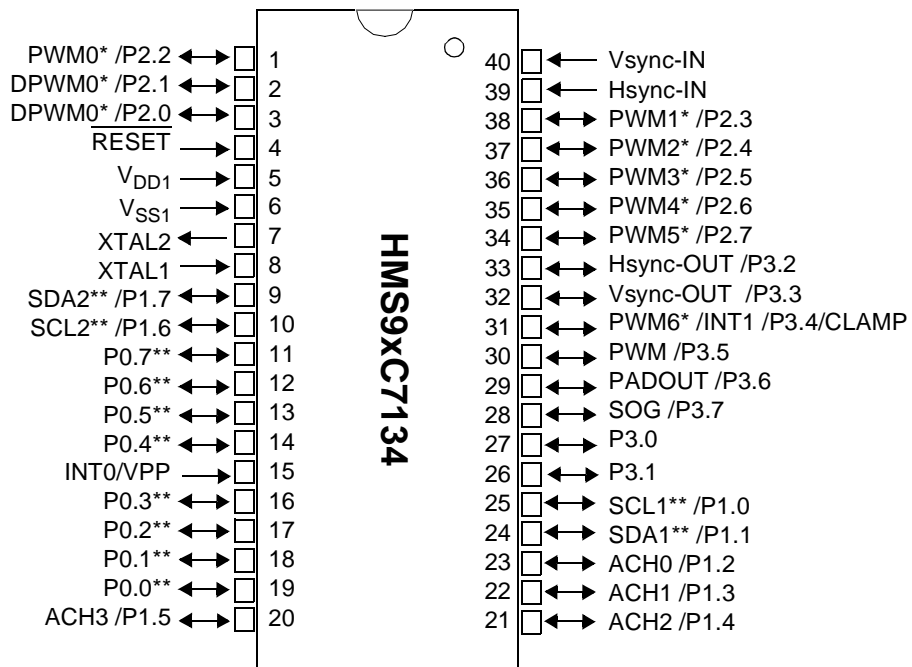 PWM0* /P2.2 1
DPWM0* /P2.1 2
DPWM0* /P2.0 3
RESET 4
VDD1 5
VSS1 6
XTAL2 7
XTAL1 8
SDA2** /P1.7 9
SCL2** /P1.6 10
P0.7** 11
P0.6** 12
P0.5** 13
P0.4** 14
INT0/VPP 15
P0.3** 16
P0.2** 17
P0.1** 18
P0.0** 19
ACH3 /P1.5 20
HMS9xC7134
40 Vsync-IN
39 Hsync-IN
38 PWM1* /P2.3
37 PWM2* /P2.4
36 PWM3* /P2.5
35 PWM4* /P2.6
34 PWM5* /P2.7
33 Hsync-OUT /P3.2
32 Vsync-OUT /P3.3
31 PWM6* /INT1 /P3.4/CLAMP
30 PWM /P3.5
29 PADOUT /P3.6
28 SOG /P3.7
27 P3.0
26 P3.1
25 SCL1** /P1.0
24 SDA1** /P1.1
23 ACH0 /P1.2
22 ACH1 /P1.3
21 ACH2 /P1.4